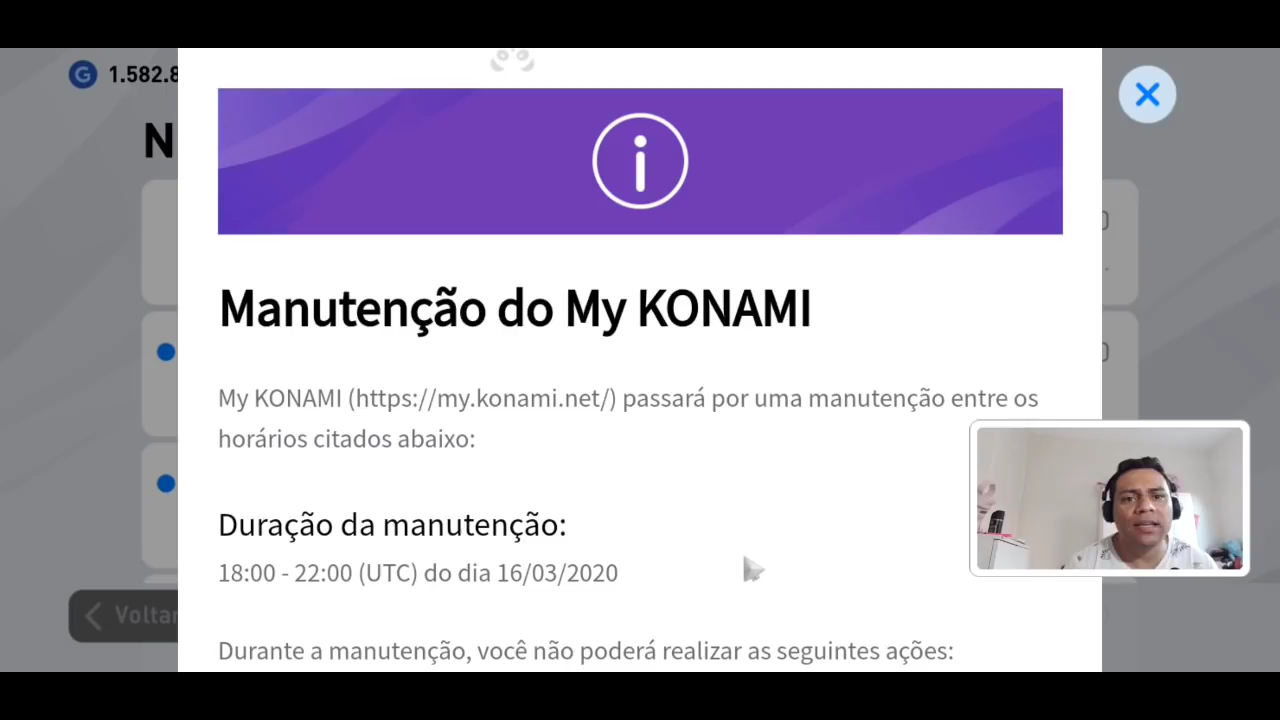 G 1.582.8
N
Manutenção do My KONAMI
My KONAMI (https://my.konami.net/) passará por uma manutenção entre os
horários citados abaixo:
Duração da manutenção:
18:00 - 22:00 (UTC) do dia 16/03/2020
Voltar
Durante a manutenção, você não poderá realizar as seguintes ações: